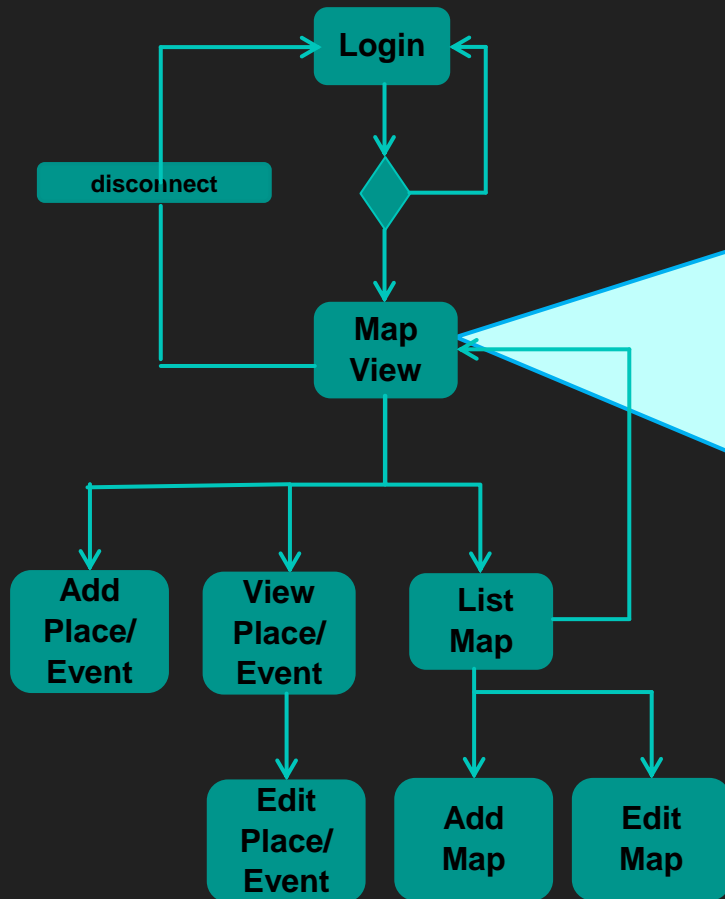 Login
disconnect
Map
View
Add
Place/
Event
View
Place/
Event
List
Map
Edit
Place/
Event
Add
Map
Edit
Map